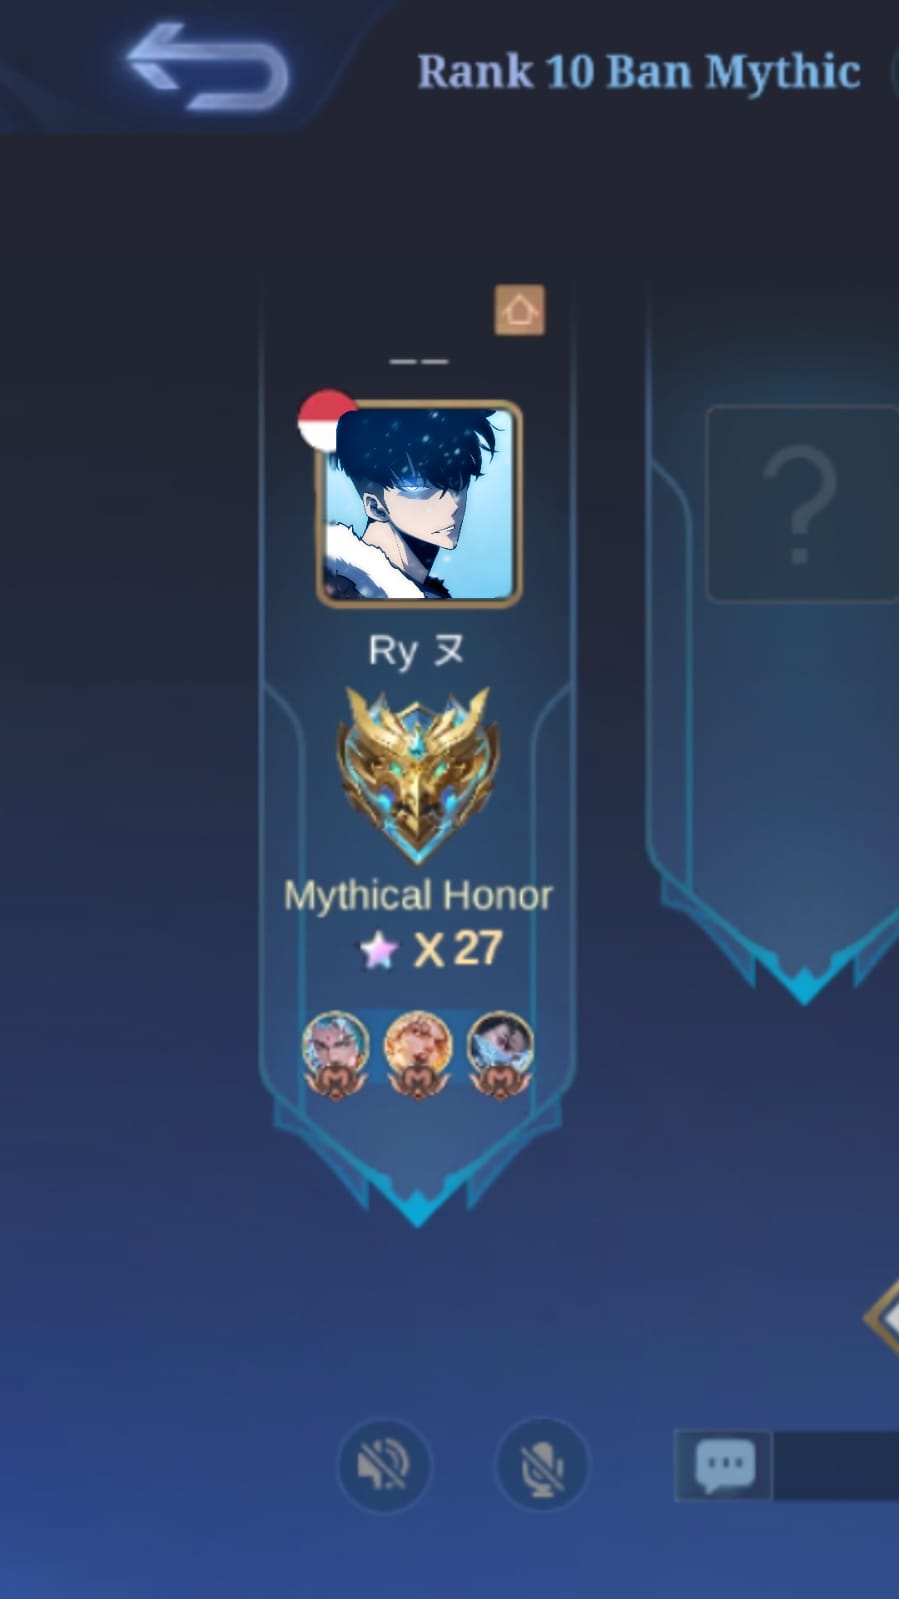 Rank 10 Ban Mythic
— —
Ry ヌ
Mythical Honor
X 27
?